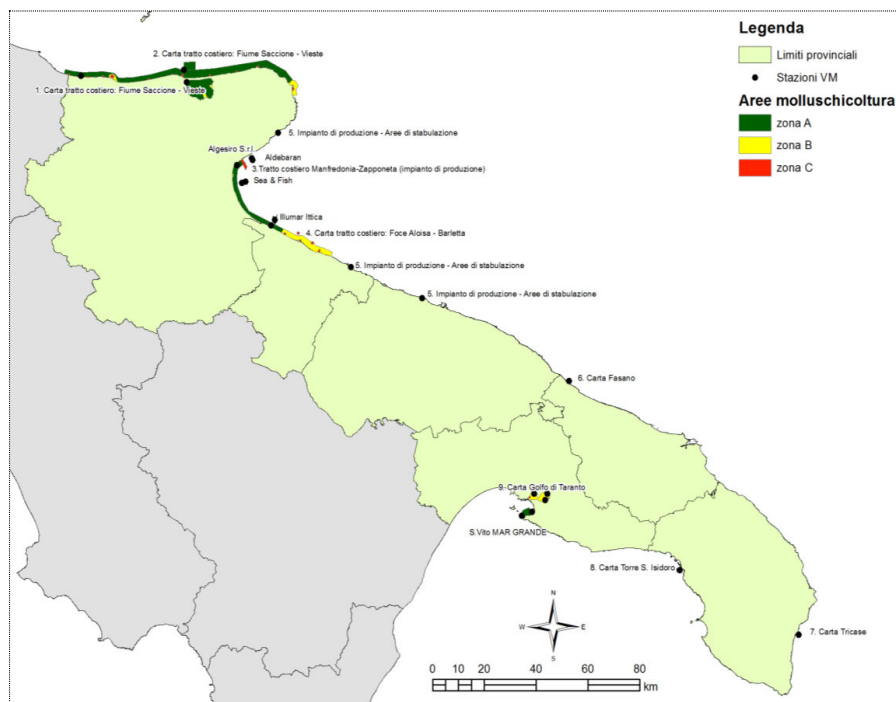 Legenda
Limiti provinciali
Stazioni VM
Aree molluschicoltura
zona A
zona B
zona C
2. Carta tratto costiero: Fiume Saccione - Vieste
1. Carta tratto costiero: Fiume Saccione - Vieste
5. Impianto di produzione - Aree di stabulazione
Algesiro S.r.l.
Aldebaran
3.Tratto costiero Manfredonia-Zapponeta (impianto di produzione)
Sea & Fish
Illumar Ittica
4. Carta tratto costiero: Foce Aloisa - Barletta
5. Impianto di produzione - Aree di stabulazione
5. Impianto di produzione - Aree di stabulazione
6. Carta Fasano
9. Carta Golfo di Taranto
S.Vito MAR GRANDE
8. Carta Torre S. Isidoro
7. Carta Tricase
N
W
E
S
0 10 20 40 60 80
km